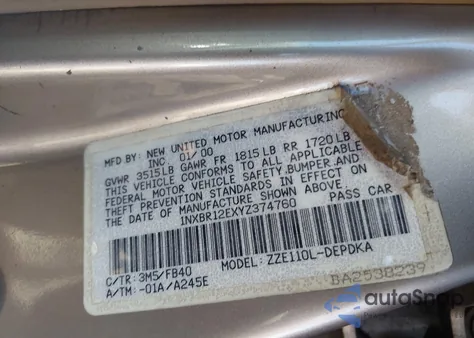 MFD BY: NEW UNITED MOTOR MANUFACTURING
INC. 01/00
GVWR 3515LB GAWR FR 1815LB RR 1720LB
THIS VEHICLE CONFORMS TO ALL APPLICABLE
FEDERAL MOTOR VEHICLE SAFETY,BUMPER,AND
THEFT PREVENTION STANDARDS IN EFFECT ON
THE DATE OF MANUFACTURE SHOWN ABOVE.
1NXBR12EXYZ374760 PASS CAR
C/TR: 3M5/FB40 MODEL: ZZE110L-DEPDKA
A/TM: -01A/A245E BA2538239
autoSnap